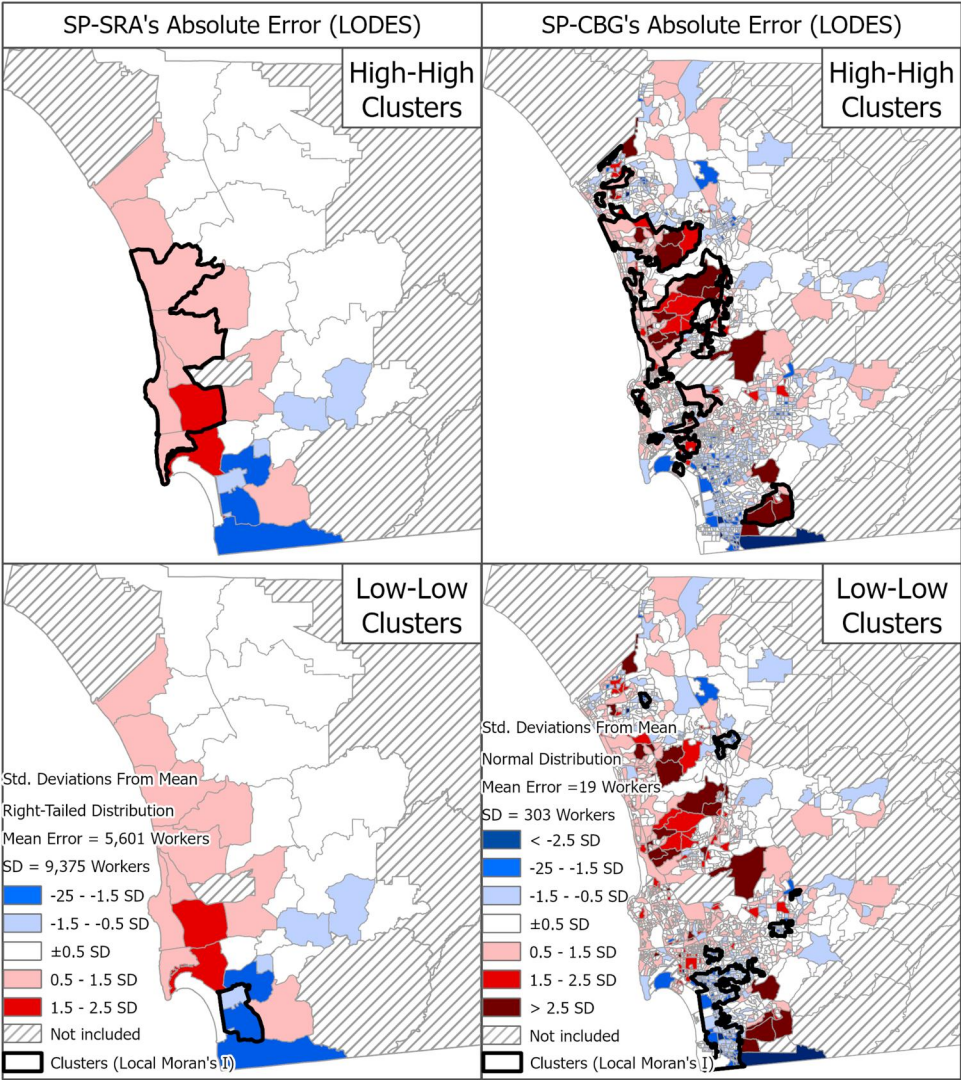 SP-SRA's Absolute Error (LODES)
SP-CBG's Absolute Error (LODES)
High-High
Clusters
High-High
Clusters
Low-Low
Clusters
Std. Deviations From Mean
Right-Tailed Distribution
Mean Error = 5,601 Workers
SD = 9,375 Workers
-25 - -1.5 SD
-1.5 - -0.5 SD
±0.5 SD
0.5 - 1.5 SD
1.5 - 2.5 SD
Not included
Clusters (Local Moran's I)
Low-Low
Clusters
Std. Deviations From Mean
Normal Distribution
Mean Error =19 Workers
SD = 303 Workers
< -2.5 SD
-25 - -1.5 SD
-1.5 - -0.5 SD
±0.5 SD
0.5 - 1.5 SD
1.5 - 2.5 SD
> 2.5 SD
Not included
Clusters (Local Moran's I)